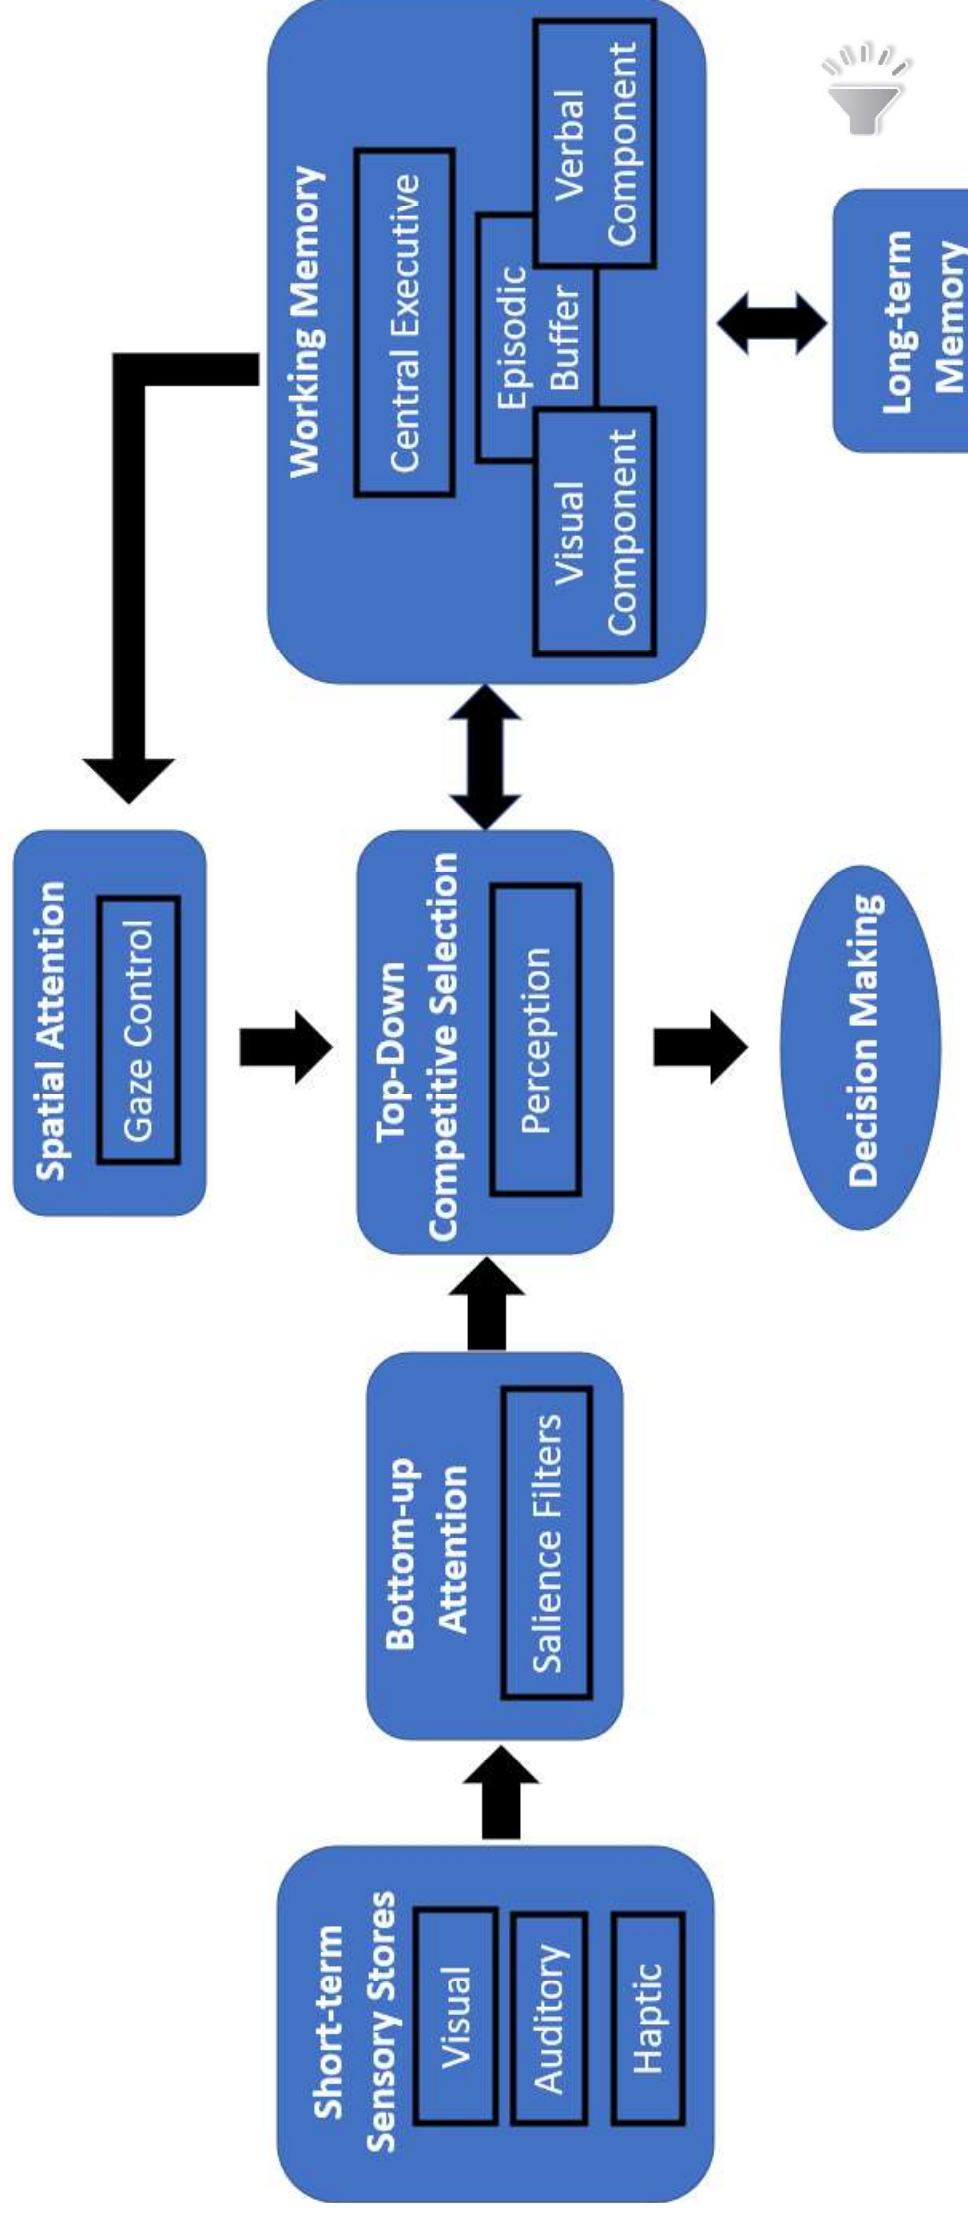 Spatial Attention
Gaze Control
Short-term
Sensory Stores
Visual
Auditory
Haptic
Bottom-up
Attention
Salience Filters
Top-Down
Competitive Selection
Perception
Decision Making
Working Memory
Central Executive
Episodic
Buffer
Visual
Component
Verbal
Component
Long-term
Memory